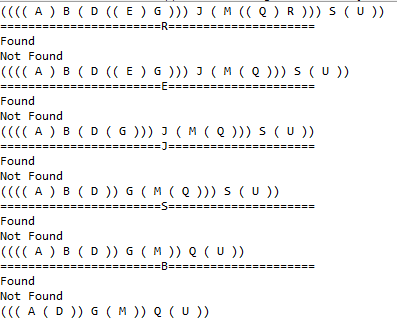 (((( A ) B ( D (( E ) G ))) J ( M (( Q ) R ))) S ( U ))
=======================R=====================
Found
Not Found
(((( A ) B ( D (( E ) G ))) J ( M ( Q ))) S ( U ))
=======================E=====================
Found
Not Found
(((( A ) B ( D ( G ))) J ( M ( Q ))) S ( U ))
=======================J=====================
Found
Not Found
(((( A ) B ( D )) G ( M ( Q ))) S ( U ))
=======================S=====================
Found
Not Found
(((( A ) B ( D )) G ( M )) Q ( U ))
=======================B=====================
Found
Not Found
((( A ( D )) G ( M )) Q ( U ))